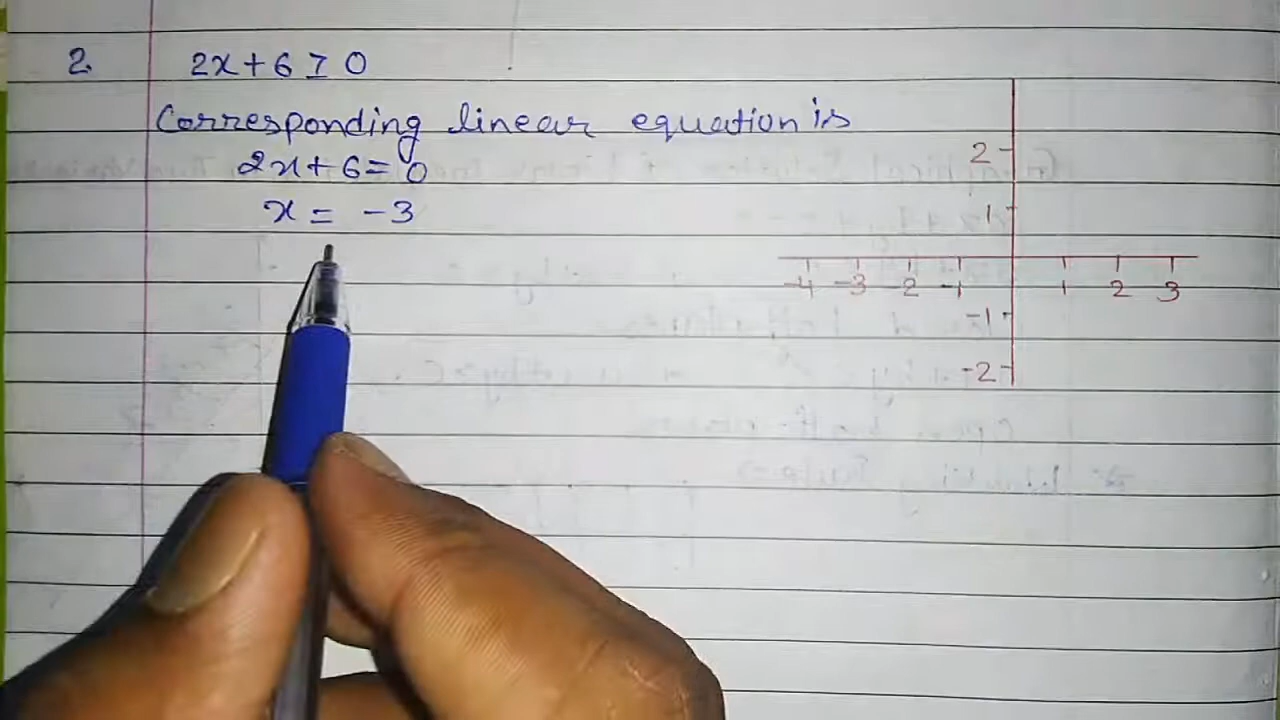 2. 2x+6 ≥ 0
Corresponding linear equation is
2x+6= 0
x = -3
2
1
-4 -3 -2 -1 1 2 3
-1
-2